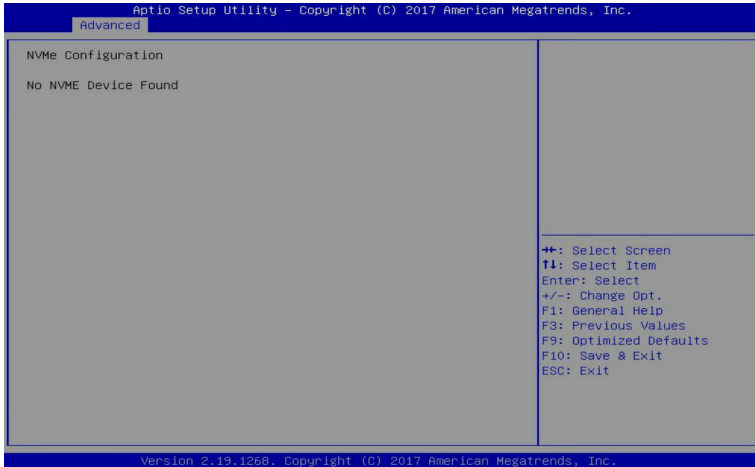 Aptio Setup Utility – Copyright (C) 2017 American Megatrends, Inc.
Advanced
NVMe Configuration
No NVME Device Found
→←: Select Screen
↑↓: Select Item
Enter: Select
+/-: Change Opt.
F1: General Help
F3: Previous Values
F9: Optimized Defaults
F10: Save & Exit
ESC: Exit
Version 2.19.1268. Copyright (C) 2017 American Megatrends, Inc.